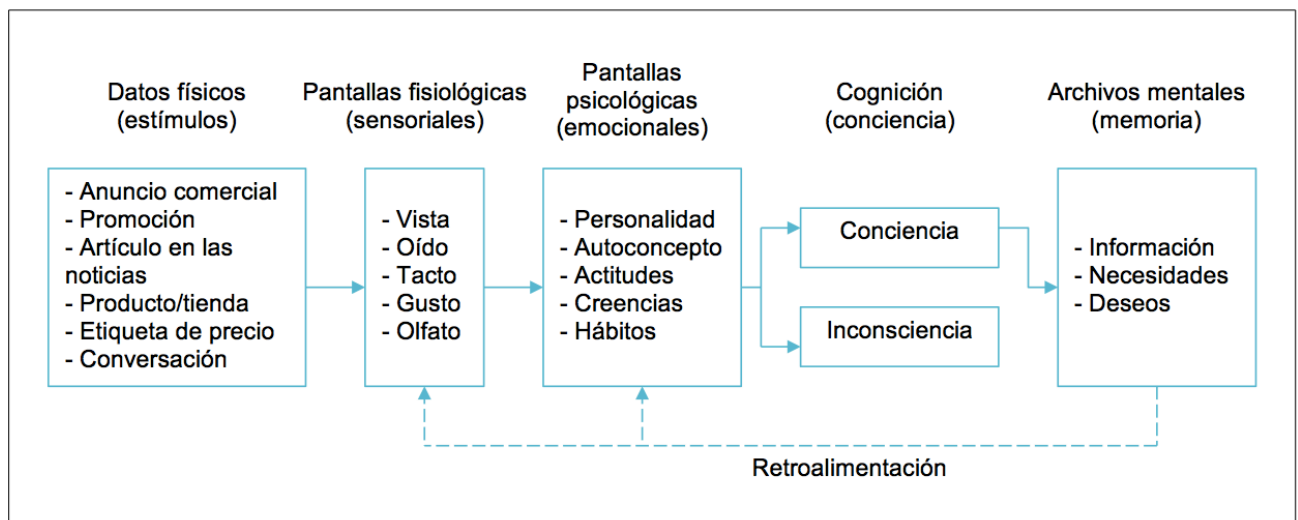 Datos físicos
(estímulos)
Pantallas fisiológicas
(sensoriales)
Pantallas
psicológicas
(emocionales)
Cognición
(conciencia)
Archivos mentales
(memoria)
- Anuncio comercial
- Promoción
- Artículo en las
noticias
- Producto/tienda
- Etiqueta de precio
- Conversación
- Vista
- Oído
- Tacto
- Gusto
- Olfato
- Personalidad
- Autoconcepto
- Actitudes
- Creencias
- Hábitos
Conciencia
Inconsciencia
- Información
- Necesidades
- Deseos
Retroalimentación